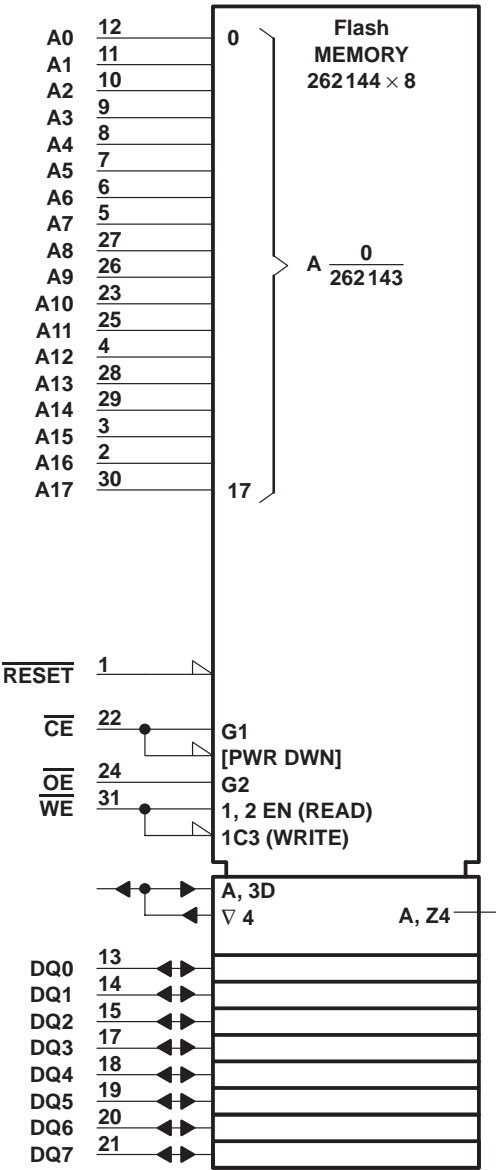 Flash
MEMORY
262 144 × 8
A0 12 0
A1 11
A2 10
A3 9
A4 8
A5 7
A6 6
A7 5
A8 27
A9 26
A 0
262 143
A10 23
A11 25
A12 4
A13 28
A14 29
A15 3
A16 2
A17 30 17
RESET 1
CE 22 G1
[PWR DWN]
OE 24 G2
WE 31 1, 2 EN (READ)
1C3 (WRITE)
A, 3D
∇ 4 A, Z4
DQ0 13
DQ1 14
DQ2 15
DQ3 17
DQ4 18
DQ5 19
DQ6 20
DQ7 21